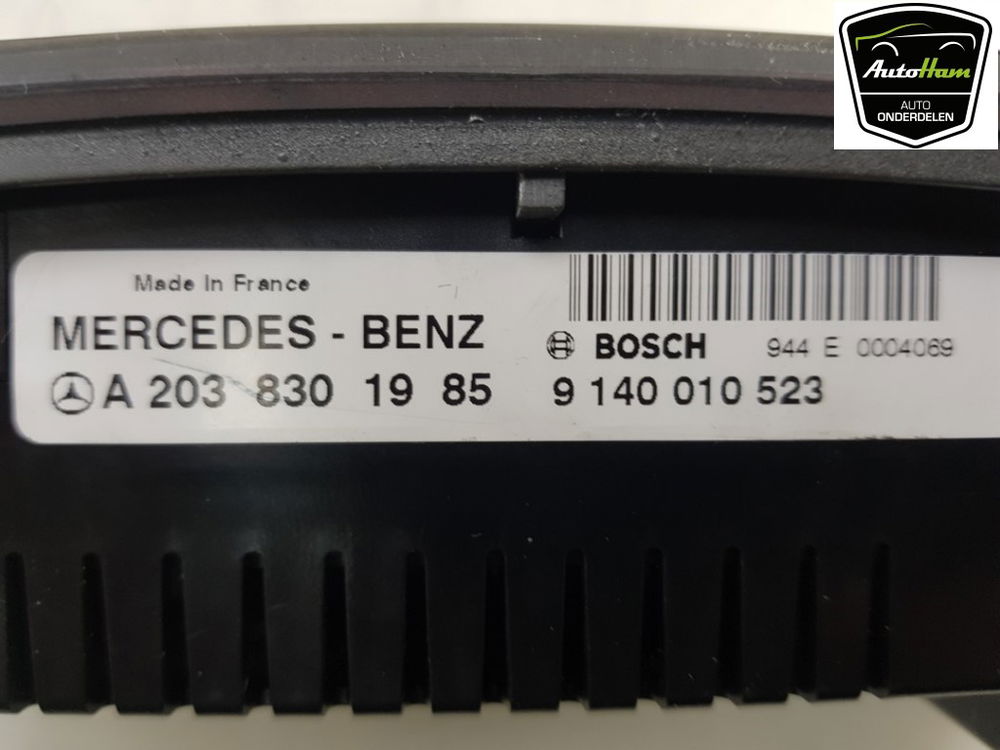 AutoHam
AUTO
ONDERDELEN
Made In France
MERCEDES - BENZ
A 203 830 19 85
BOSCH 944 E 0004069
9 140 010 523